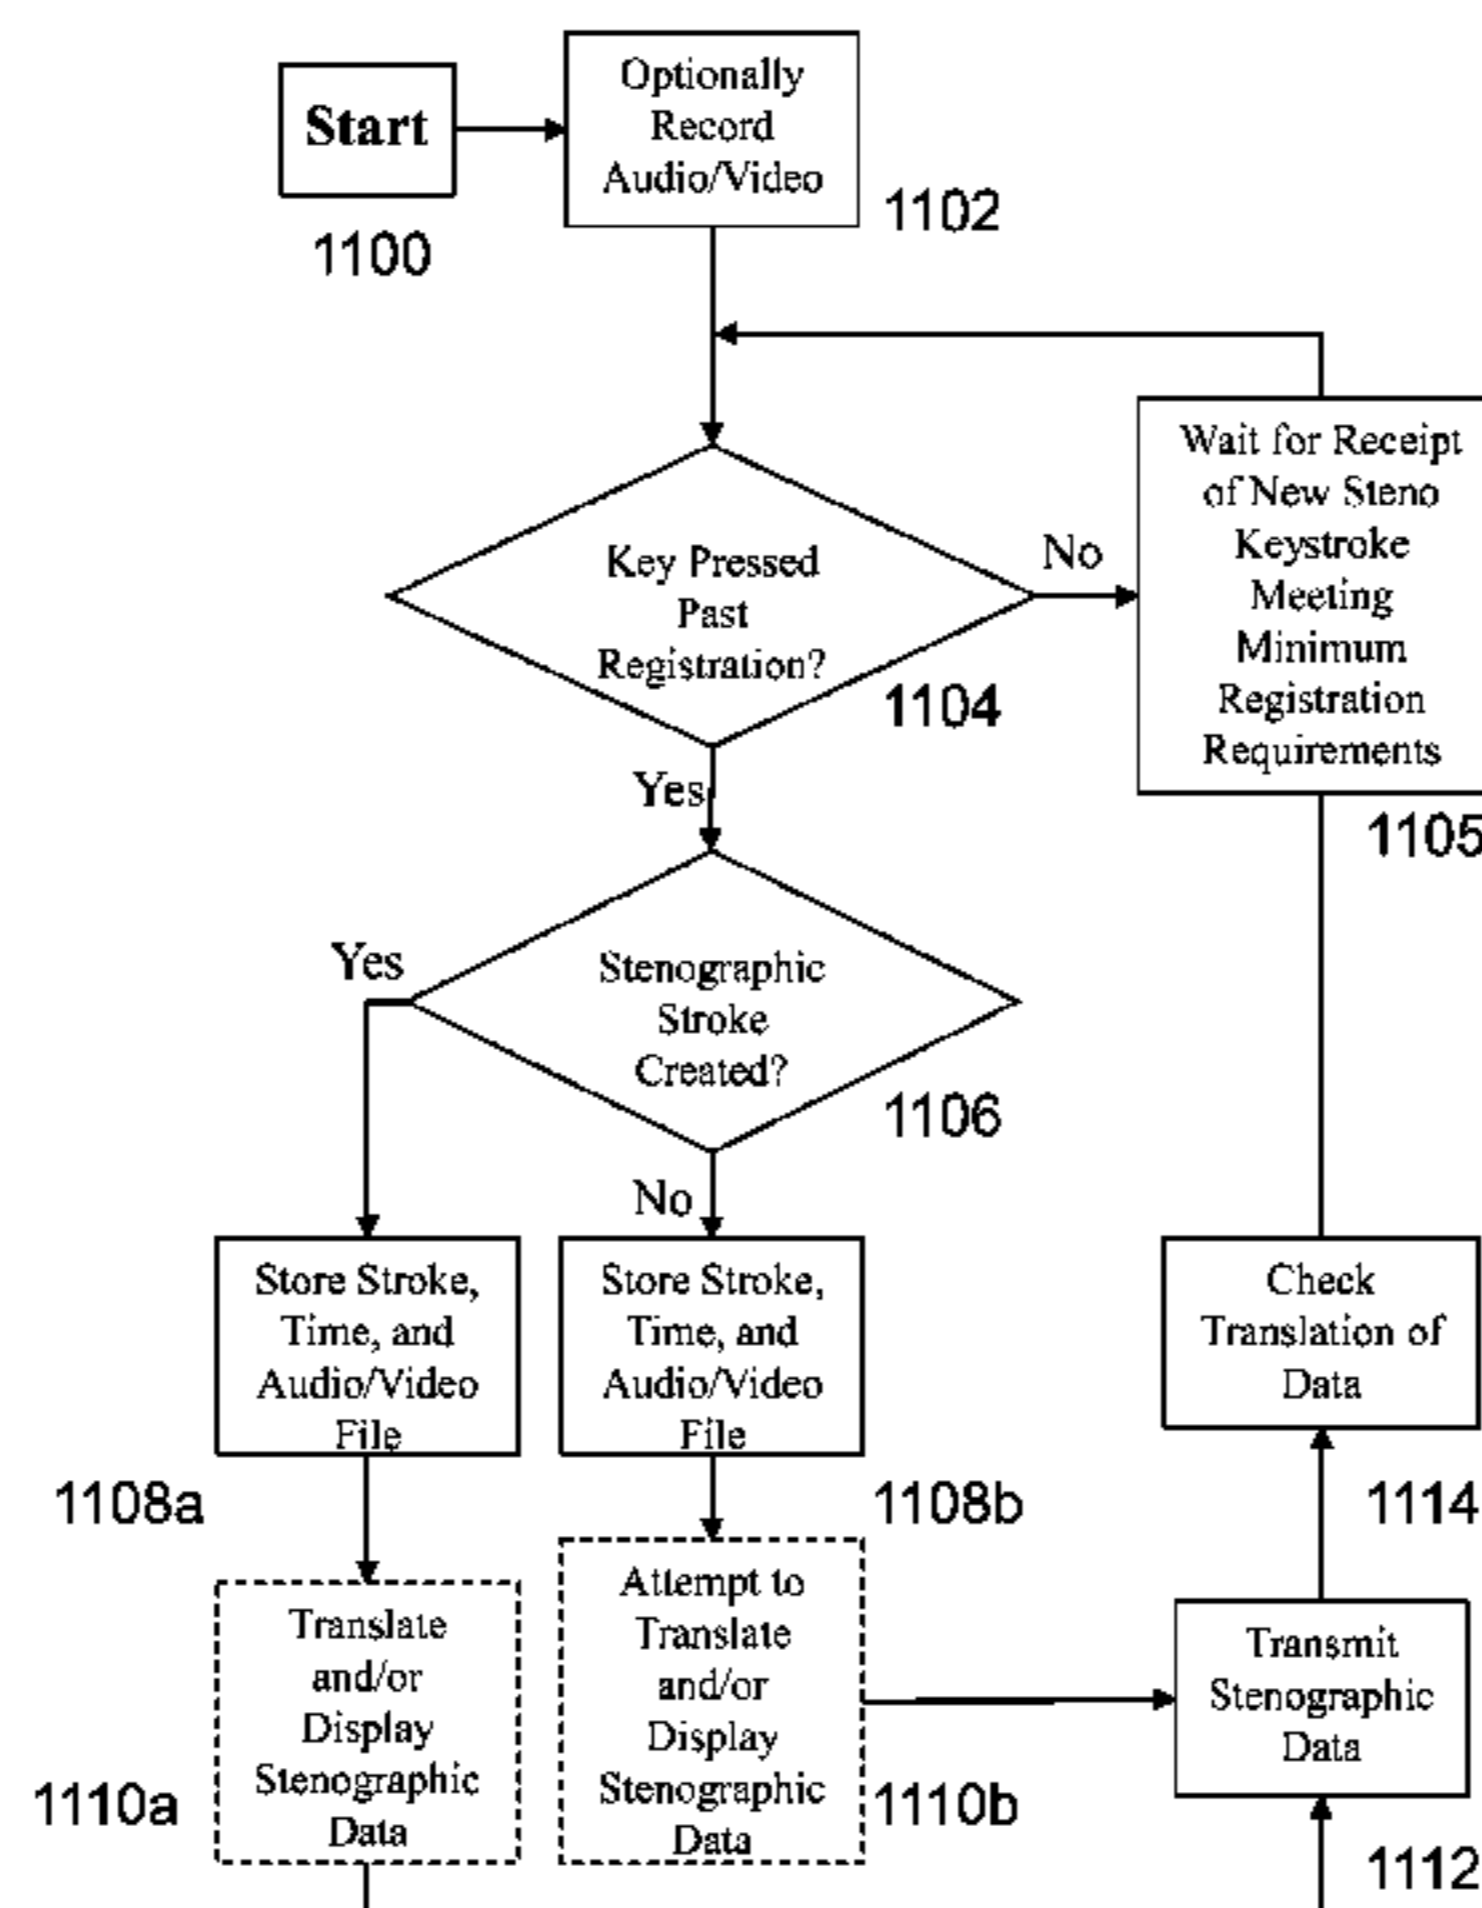 Start
1100
Optionally
Record
Audio/Video
1102
Key Pressed
Past
Registration?
1104
No
Wait for Receipt
of New Steno
Keystroke
Meeting
Minimum
Registration
Requirements
1105
Yes
Stenographic
Stroke
Created?
1106
Yes
No
Store Stroke,
Time, and
Audio/Video
File
1108a
Store Stroke,
Time, and
Audio/Video
File
1108b
Check
Translation of
Data
1114
Translate
and/or
Display
Stenographic
Data
1110a
Attempt to
Translate
and/or
Display
Stenographic
Data
1110b
Transmit
Stenographic
Data
1112